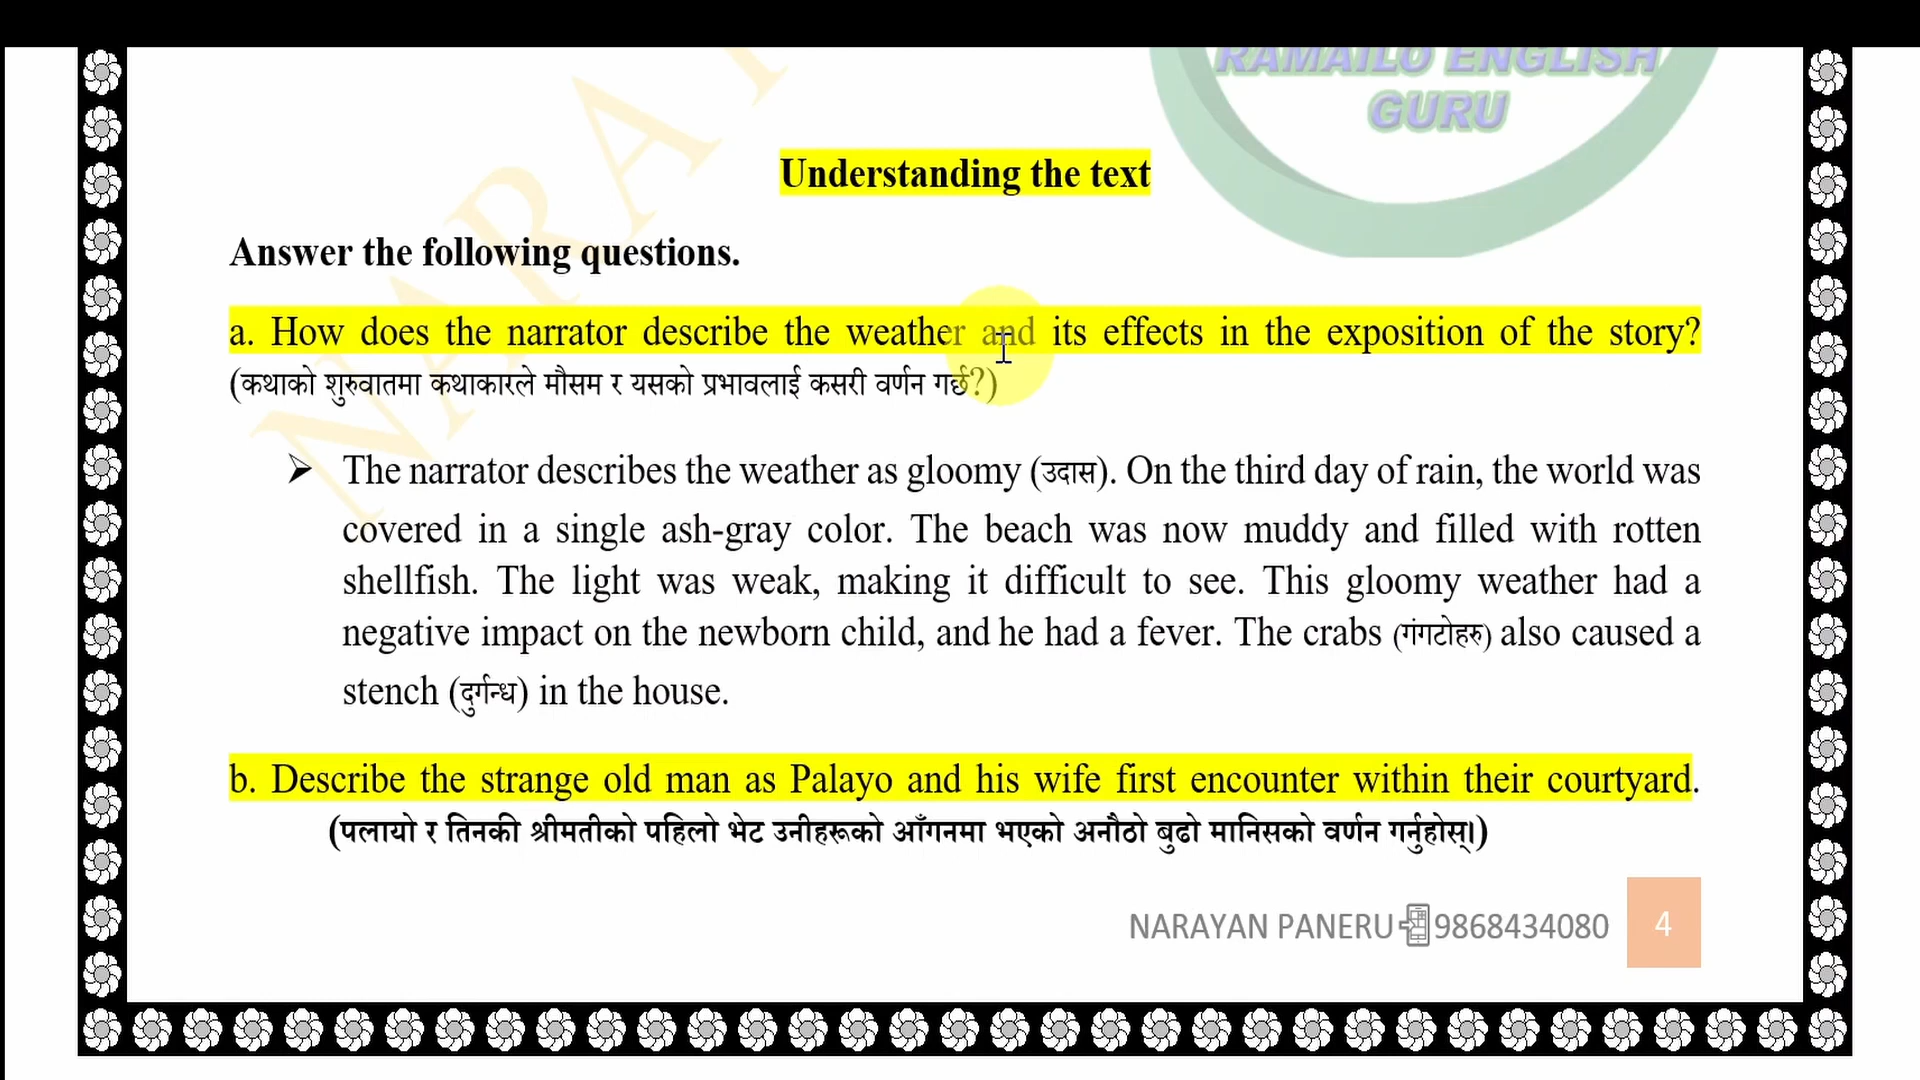 RAMAILO ENGLISH
GURU
NARAY
Understanding the text
Answer the following questions.
a. How does the narrator describe the weather and its effects in the exposition of the story?
(कथाको शुरुवातमा कथाकारले मौसम र यसको प्रभावलाई कसरी वर्णन गर्छ?)
➢ The narrator describes the weather as gloomy (उदास). On the third day of rain, the world was
covered in a single ash-gray color. The beach was now muddy and filled with rotten
shellfish. The light was weak, making it difficult to see. This gloomy weather had a
negative impact on the newborn child, and he had a fever. The crabs (गंगटोहरु) also caused a
stench (दुर्गन्ध) in the house.
b. Describe the strange old man as Palayo and his wife first encounter within their courtyard.
(पलायो र तिनकी श्रीमतीको पहिलो भेट उनीहरूको आँगनमा भएको अनौठो बुढो मानिसको वर्णन गर्नुहोस्।)
NARAYAN PANERU 9868434080 4